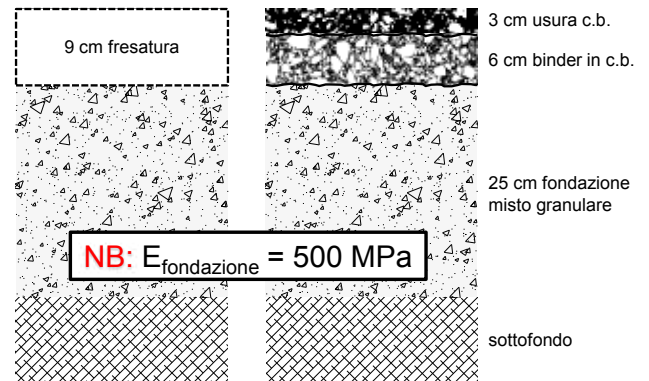 9 cm fresatura
3 cm usura c.b.
6 cm binder in c.b.
25 cm fondazione
misto granulare
NB: Efondazione = 500 MPa
sottofondo